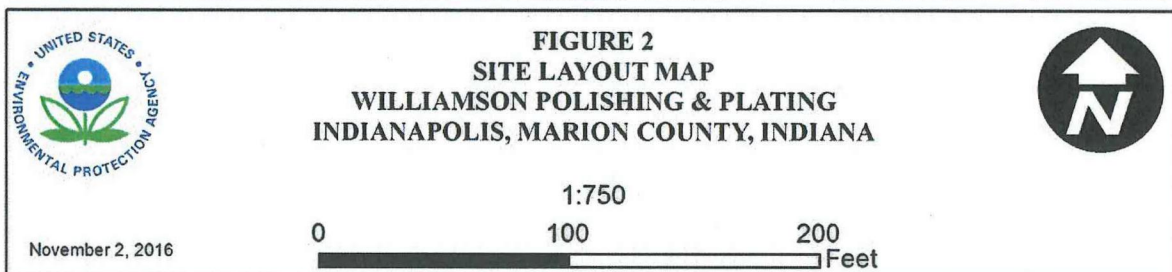 UNITED STATES
ENVIRONMENTAL PROTECTION AGENCY
FIGURE 2
SITE LAYOUT MAP
WILLIAMSON POLISHING & PLATING
INDIANAPOLIS, MARION COUNTY, INDIANA
N
1:750
0 100 200
Feet
November 2, 2016